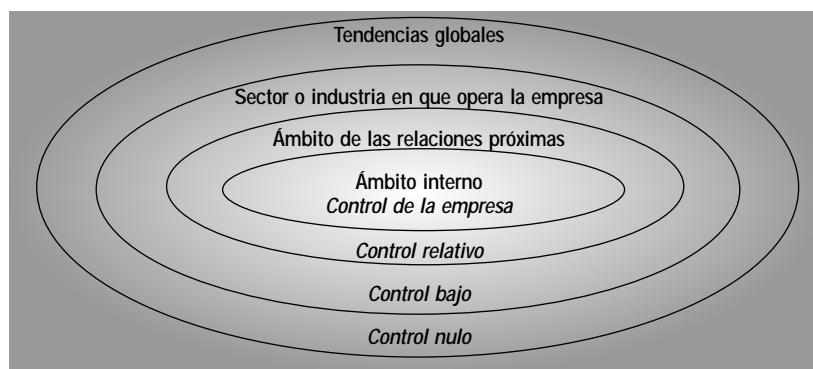 Tendencias globales
Sector o industria en que opera la empresa
Ámbito de las relaciones próximas
Ámbito interno
Control de la empresa
Control relativo
Control bajo
Control nulo